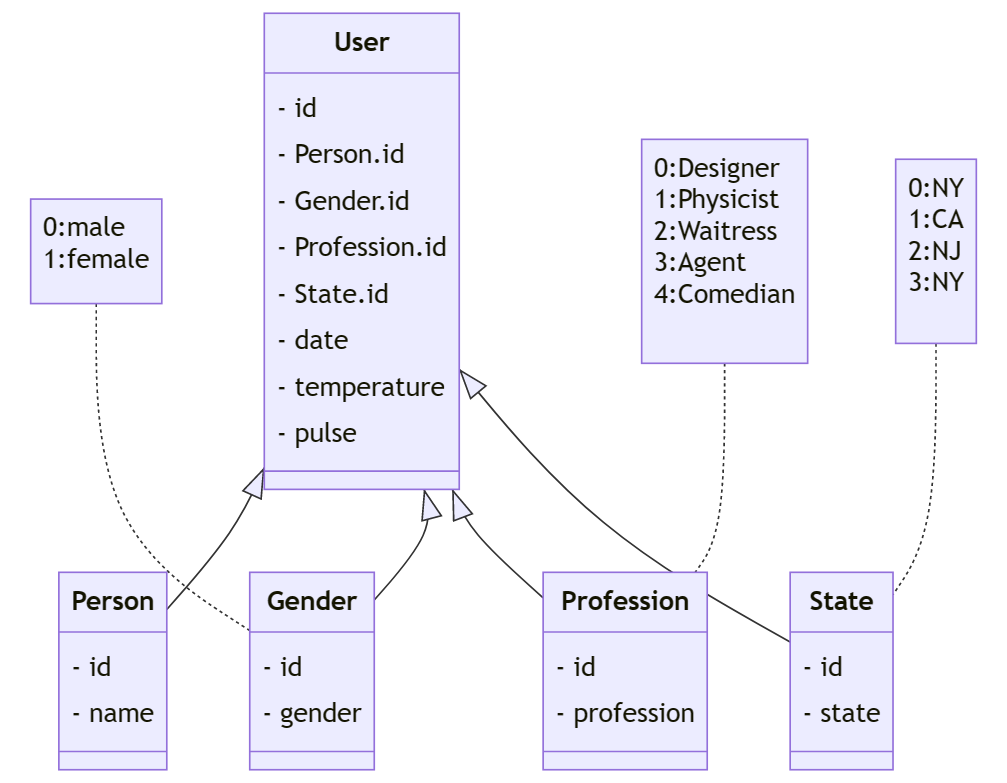 User
- id
- Person.id
- Gender.id
- Profession.id
- State.id
- date
- temperature
- pulse
0:male
1:female
0:Designer
1:Physicist
2:Waitress
3:Agent
4:Comedian
0:NY
1:CA
2:NJ
3:NY
Person
- id
- name
Gender
- id
- gender
Profession
- id
- profession
State
- id
- state